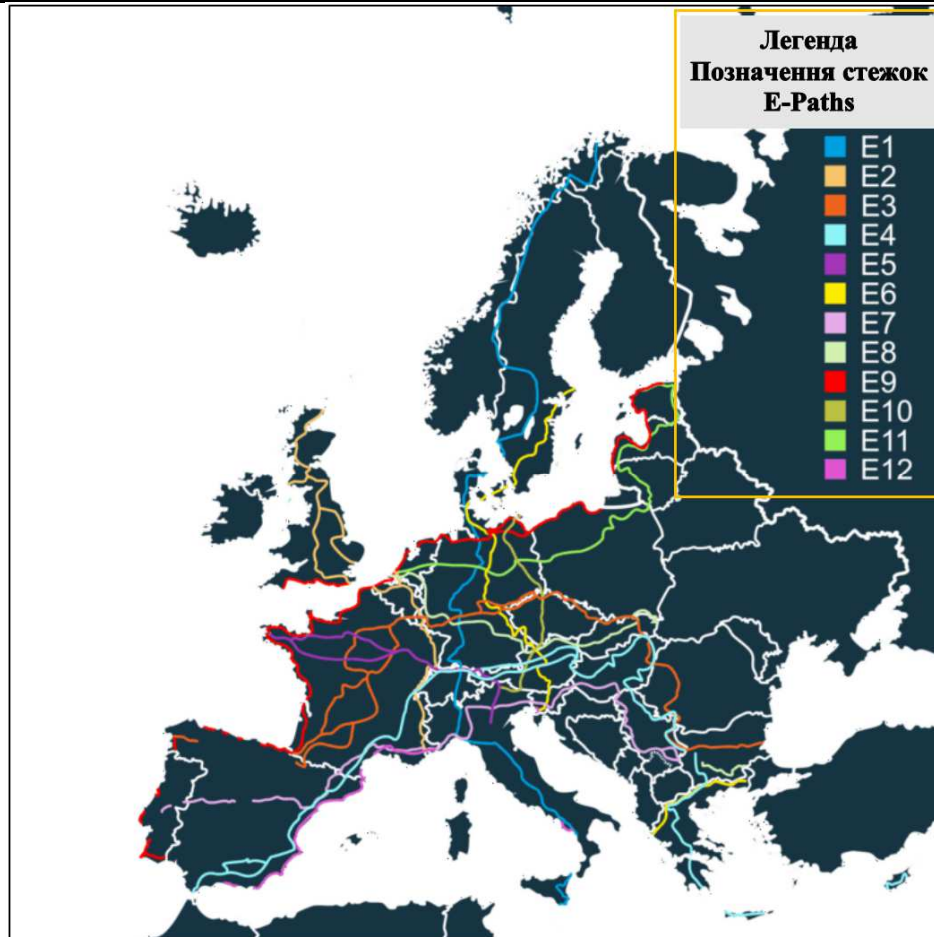 Легенда
Позначення стежок
E-Paths
E1
E2
E3
E4
E5
E6
E7
E8
E9
E10
E11
E12